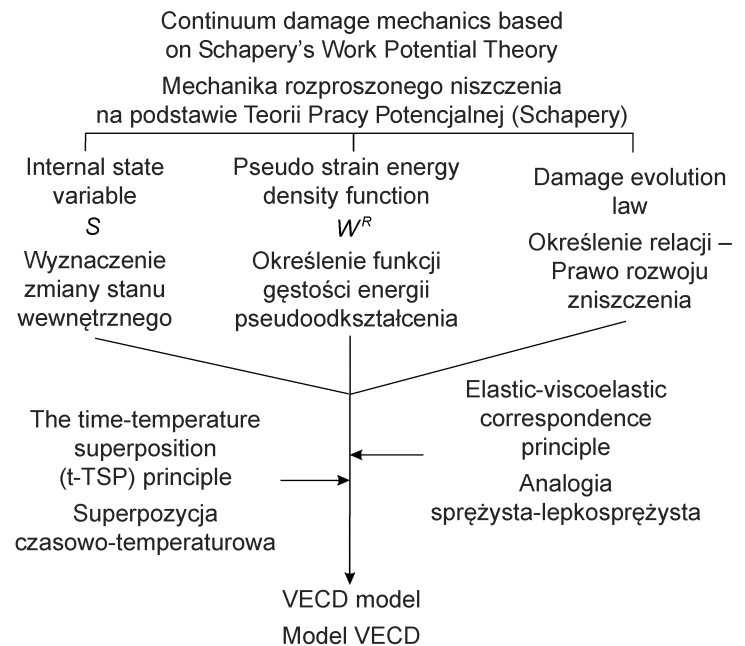 Continuum damage mechanics based
on Schapery's Work Potential Theory
Mechanika rozproszonego niszczenia
na podstawie Teorii Pracy Potencjalnej (Schapery)
Internal state
variable
S
Wyznaczenie
zmiany stanu
wewnętrznego
Pseudo strain energy
density function
W^R
Określenie funkcji
gęstości energii
pseudoodkształcenia
Damage evolution
law
Określenie relacji –
Prawo rozwoju
zniszczenia
The time-temperature
superposition
(t-TSP) principle
Superpozycja
czasowo-temperaturowa
Elastic-viscoelastic
correspondence
principle
Analogia
sprężysta-lepkosprężysta
VECD model
Model VECD